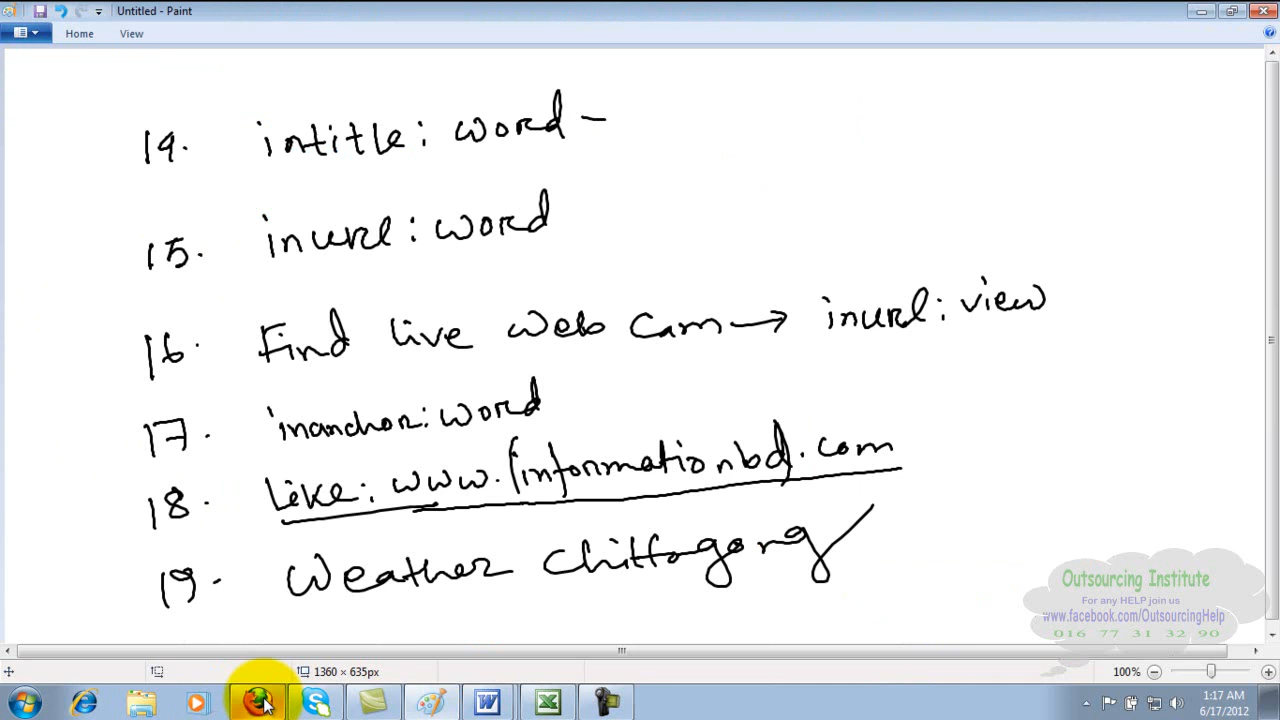 Untitled - Paint
Home View
14. intitle: word -
15. inurl: word
16. Find live web cam → inurl: view
17. inanchor: word
18. Like: www.(informationbd).com
19. Weather Chittagong
Outsourcing Institute
For any HELP join us
www.facebook.com/OutsourcingHelp
016 77 31 32 90
1360 × 635px 100%
1:17 AM
6/17/2012